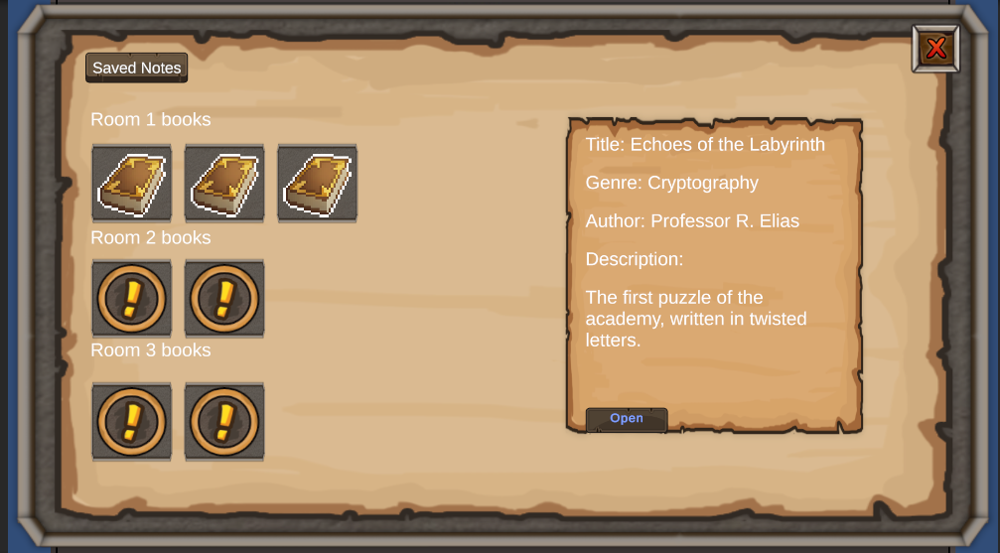 Saved Notes
Room 1 books
Room 2 books
Room 3 books
Title: Echoes of the Labyrinth
Genre: Cryptography
Author: Professor R. Elias
Description:
The first puzzle of the
academy, written in twisted
letters.
Open